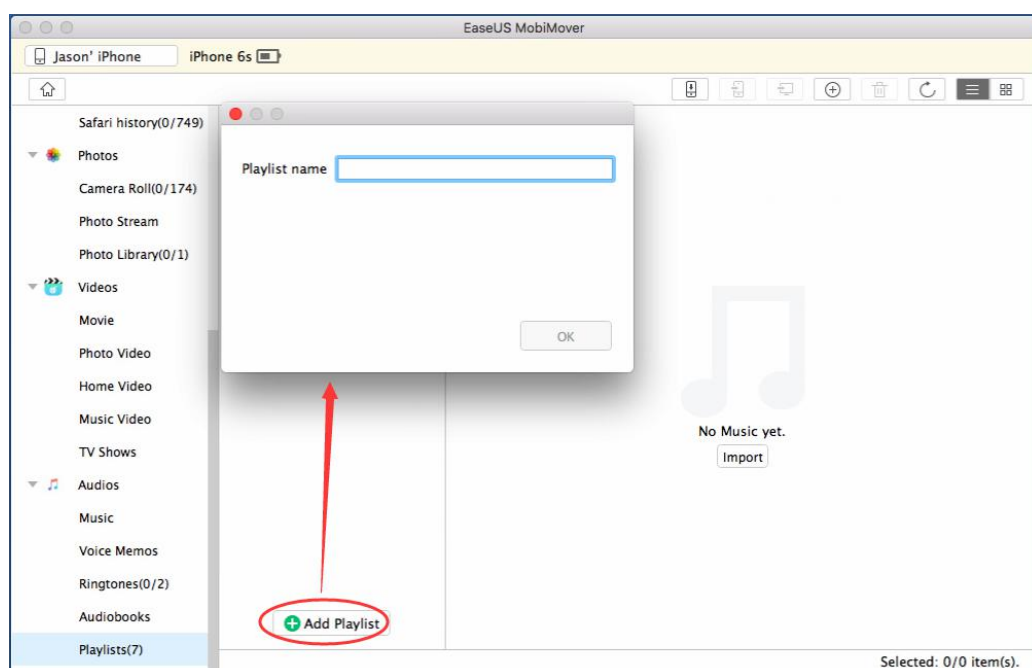 EaseUS MobiMover
Jason' iPhone
iPhone 6s
Safari history(0/749)
Photos
Camera Roll(0/174)
Photo Stream
Photo Library(0/1)
Videos
Movie
Photo Video
Home Video
Music Video
TV Shows
Audios
Music
Voice Memos
Ringtones(0/2)
Audiobooks
Playlists(7)
Playlist name
OK
Add Playlist
No Music yet.
Import
Selected: 0/0 item(s).